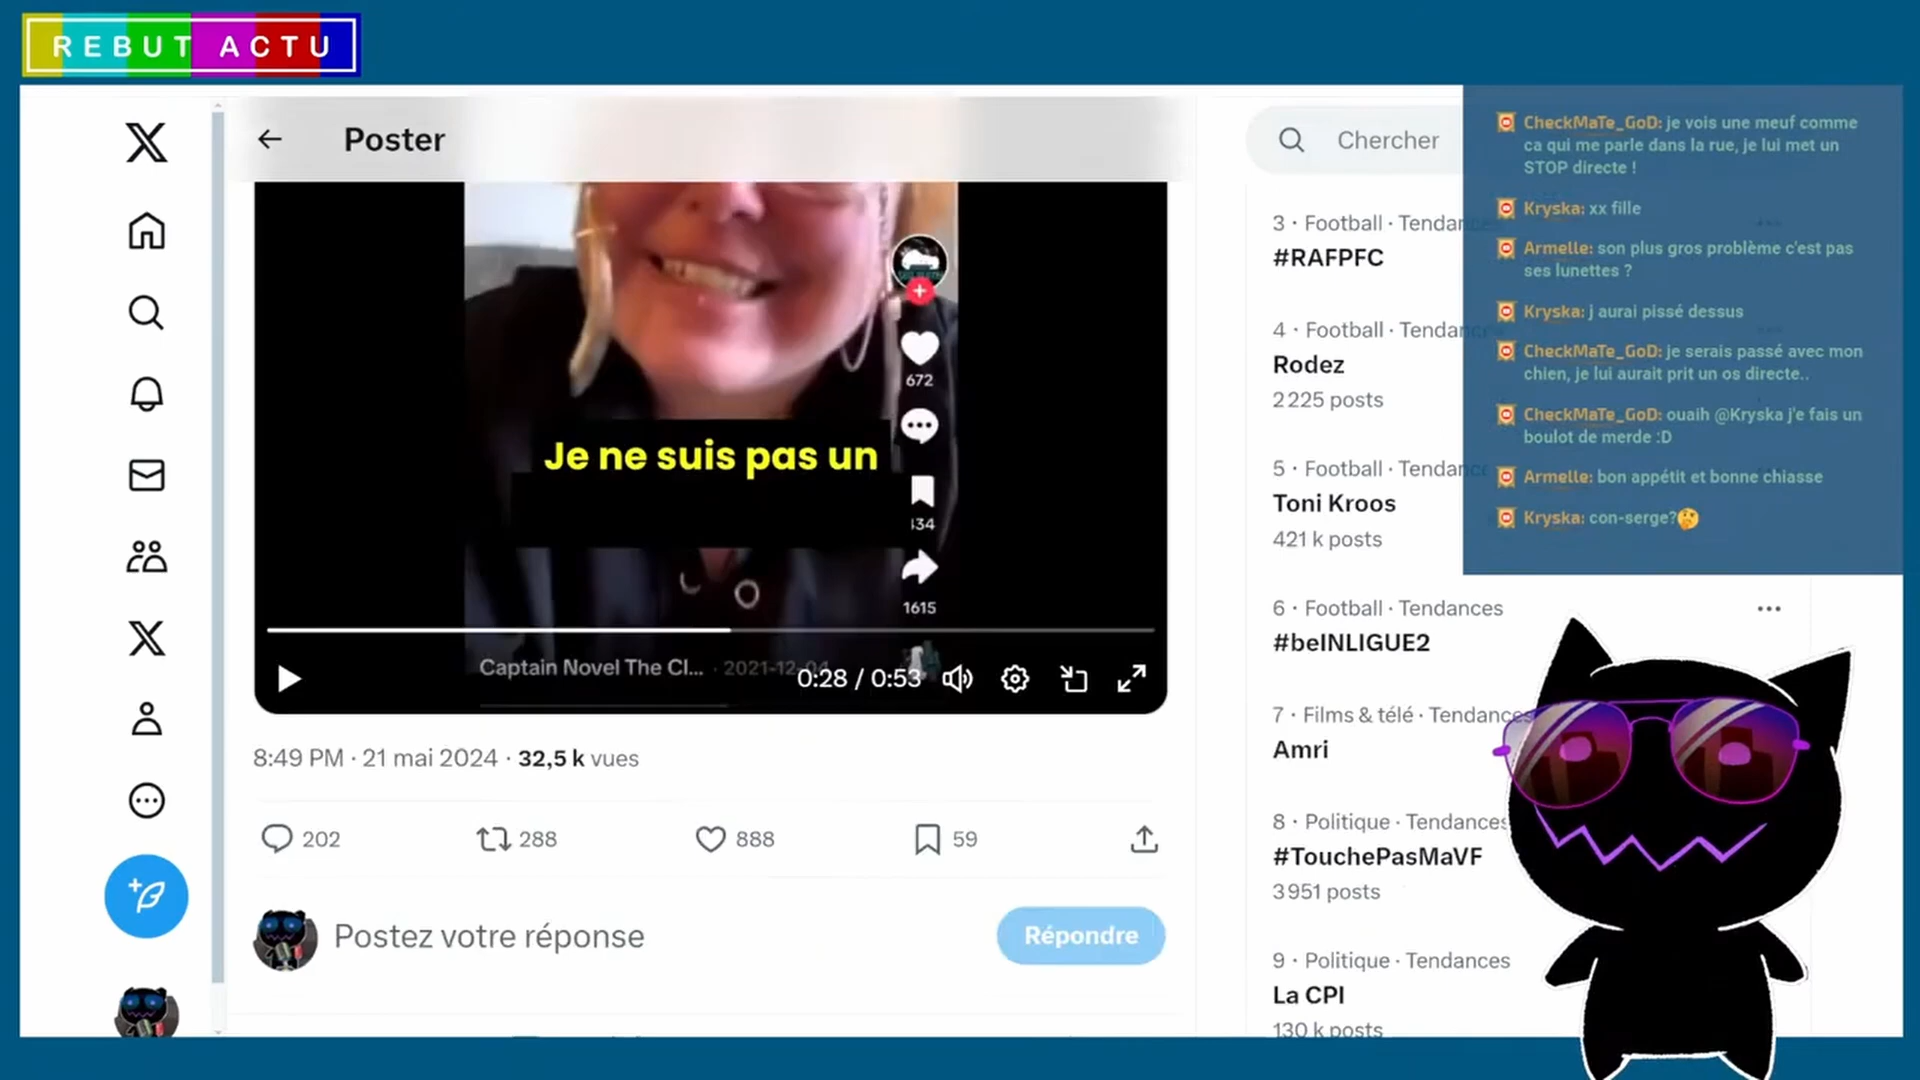 REBUT ACTU
Poster
Je ne suis pas un
672
434
1615
Captain Novel The Cl... · 2021-12-04
0:28 / 0:53
8:49 PM · 21 mai 2024 · 32,5 k vues
202
288
888
59
Postez votre réponse
Répondre
Chercher
3 · Football · Tendances
#RAFPFC
4 · Football · Tendances
Rodez
2 225 posts
5 · Football · Tendance
Toni Kroos
421 k posts
6 · Football · Tendances
#beINLIGUE2
7 · Films & télé · Tendances
Amri
8 · Politique · Tendances
#TouchePasMaVF
3 951 posts
9 · Politique · Tendances
La CPI
130 k posts
CheckMaTe_GoD: je vois une meuf comme
ca qui me parle dans la rue, je lui met un
STOP directe !
Kryska: xx fille
Armelle: son plus gros problème c'est pas
ses lunettes ?
Kryska: j aurai pissé dessus
CheckMaTe_GoD: je serais passé avec mon
chien, je lui aurait prit un os directe..
CheckMaTe_GoD: ouaih @Kryska j'e fais un
boulot de merde :D
Armelle: bon appétit et bonne chiasse
Kryska: con-serge?🤔